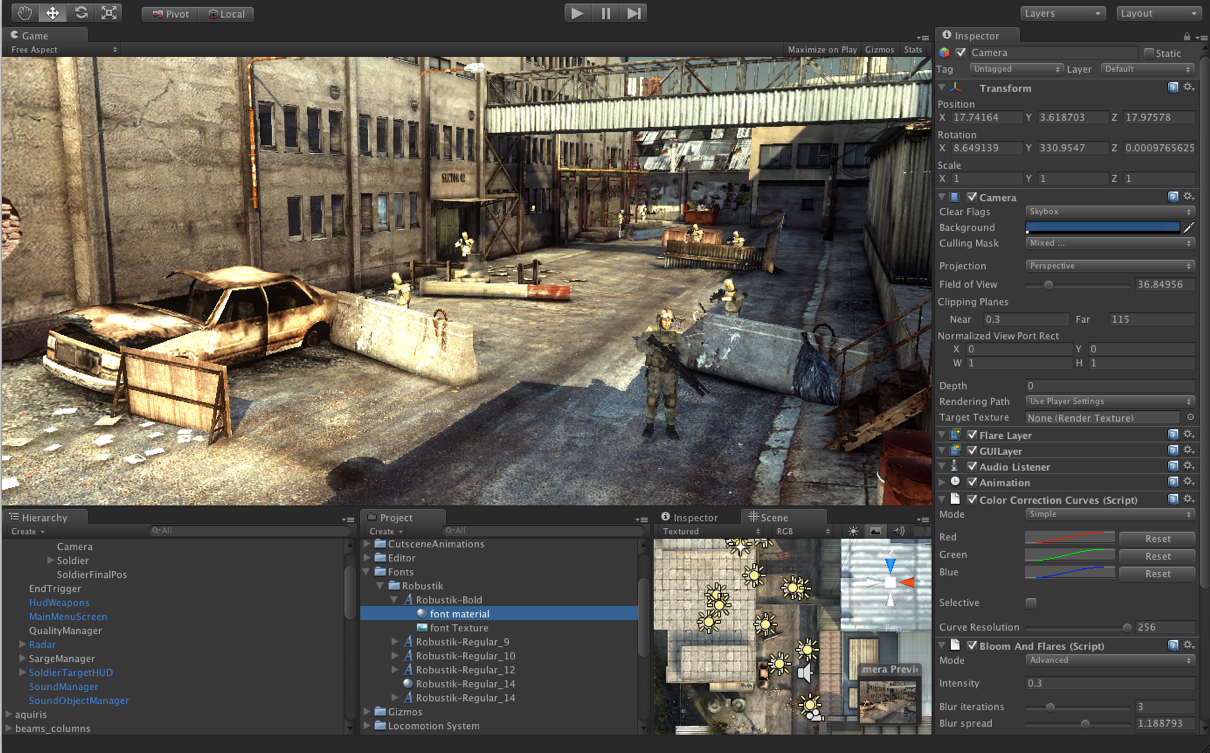 Pivot Local
Layers Layout
Game
Free Aspect
Maximize on Play Gizmos Stats
SECTOR 02
Inspector
Camera Static
Tag Untagged Layer Default
Transform
Position
X 17.74164 Y 3.618703 Z 17.97578
Rotation
X 8.649139 Y 330.9547 Z 0.0009765625
Scale
X 1 Y 1 Z 1
Camera
Clear Flags Skybox
Background
Culling Mask Mixed ...
Projection Perspective
Field of View 36.84956
Clipping Planes
Near 0.3 Far 115
Normalized View Port Rect
X 0 Y 0
W 1 H 1
Depth 0
Rendering Path Use Player Settings
Target Texture None (Render Texture)
Flare Layer
GUILayer
Audio Listener
Animation
Color Correction Curves (Script)
Mode Simple
Red Reset
Green Reset
Blue Reset
Selective
Curve Resolution 256
Bloom And Flares (Script)
Mode Advanced
Intensity 0.3
Blur iterations 3
Blur spread 1.188793
Hierarchy
Create All
Camera
Soldier
SoldierFinalPos
EndTrigger
HudWeapons
MainMenuScreen
QualityManager
Radar
SargeManager
SoldierTargetHUD
SoundManager
SoundObjectManager
aquiris
beams_columns
Project
Create All
CutsceneAnimations
Editor
Fonts
Robustik
Robustik-Bold
font material
font Texture
Robustik-Regular_9
Robustik-Regular_10
Robustik-Regular_12
Robustik-Regular_14
Robustik-Regular_14
Gizmos
Locomotion System
Inspector Scene
Textured RGB
mera Previe